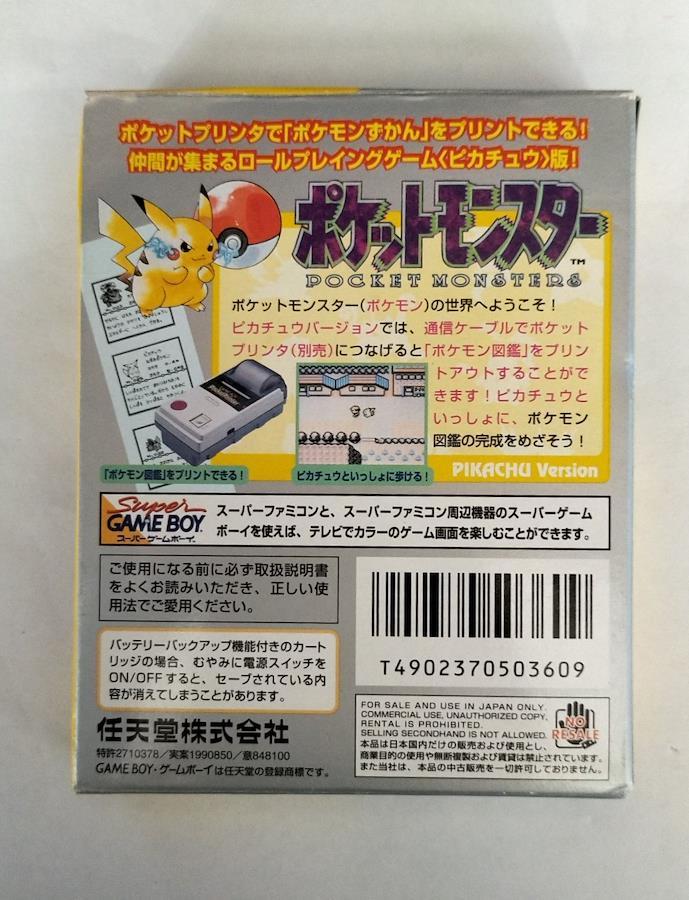 ポケットプリンタで「ポケモンずかん」をプリントできる!
仲間が集まるロールプレイングゲーム〈ピカチュウ〉版!
ポケットモンスター™
POCKET MONSTERS
ポケットモンスター(ポケモン)の世界へようこそ!
ピカチュウバージョンでは、通信ケーブルでポケット
プリンタ(別売)につなげると「ポケモン図鑑」をプリン
トアウトすることがで
きます!ピカチュウと
いっしょに、ポケモン
図鑑の完成をめざそう!
「ポケモン図鑑」をプリントできる!
ピカチュウといっしょに歩ける!
PIKACHU Version
Super
GAME BOY
スーパーゲームボーイ
スーパーファミコンと、スーパーファミコン周辺機器のスーパーゲーム
ボーイを使えば、テレビでカラーのゲーム画面を楽しむことができます。
ご使用になる前に必ず取扱説明書
をよくお読みいただき、正しい使
用法でご愛用ください。
バッテリーバックアップ機能付きのカート
リッジの場合、むやみに電源スイッチを
ON/OFFすると、セーブされている内
容が消えてしまうことがあります。
任天堂株式会社
特許2710378/実案1990850/意848100
GAME BOY・ゲームボーイは任天堂の登録商標です。
T4902370503609
FOR SALE AND USE IN JAPAN ONLY.
COMMERCIAL USE, UNAUTHORIZED COPY,
RENTAL IS PROHIBITED.
SELLING SECONDHAND IS NOT ALLOWED.
本品は日本国内だけの販売および使用とし、
商業目的の使用や無断複製および賃貸は禁止されています。
また当社は、本品の中古販売を一切許可しておりません。
NO
RESALE